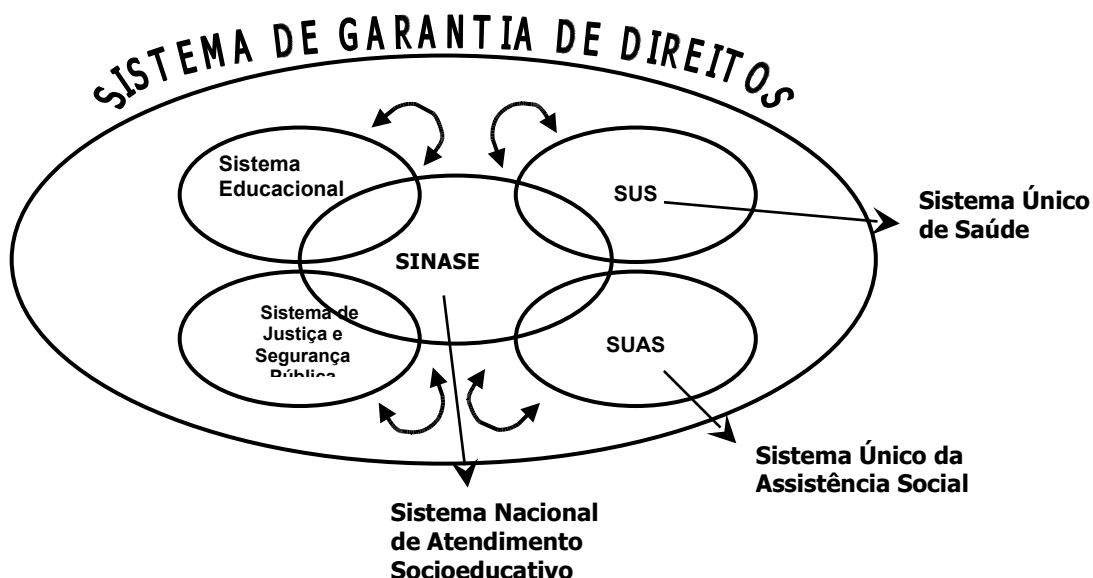 SISTEMA DE GARANTIA DE DIREITOS
Sistema
Educacional
SUS
Sistema Único
de Saúde
SINASE
Sistema de
Justiça e
Segurança
Pública
SUAS
Sistema Único da
Assistência Social
Sistema Nacional
de Atendimento
Socioeducativo